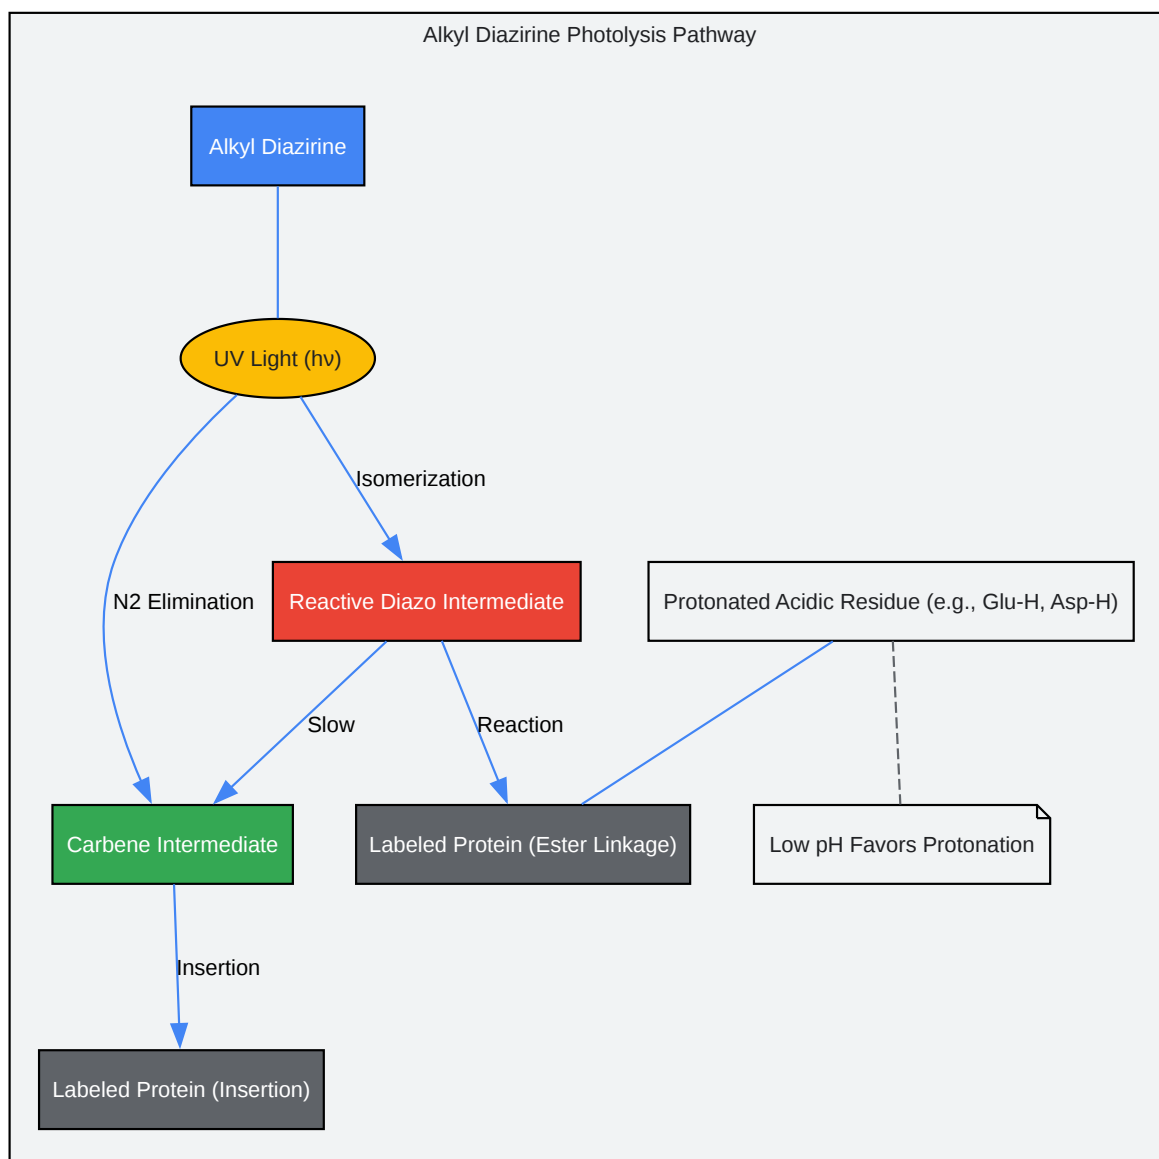 Alkyl Diazirine Photolysis Pathway
Alkyl Diazirine
UV Light (hν)
Isomerization
N2 Elimination
Reactive Diazo Intermediate
Protonated Acidic Residue (e.g., Glu-H, Asp-H)
Slow
Reaction
Carbene Intermediate
Labeled Protein (Ester Linkage)
Low pH Favors Protonation
Insertion
Labeled Protein (Insertion)